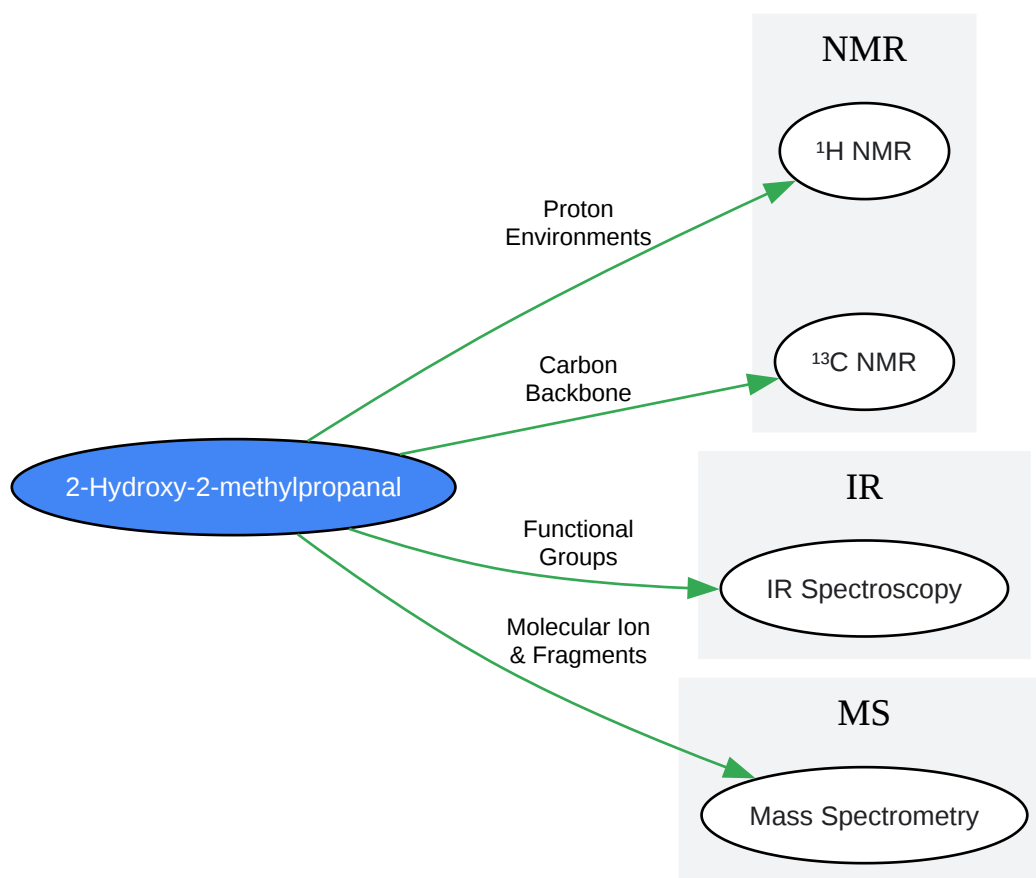 NMR
¹H NMR
Proton
Environments
¹³C NMR
Carbon
Backbone
2-Hydroxy-2-methylpropanal
IR
Functional
Groups
IR Spectroscopy
Molecular Ion
& Fragments
MS
Mass Spectrometry